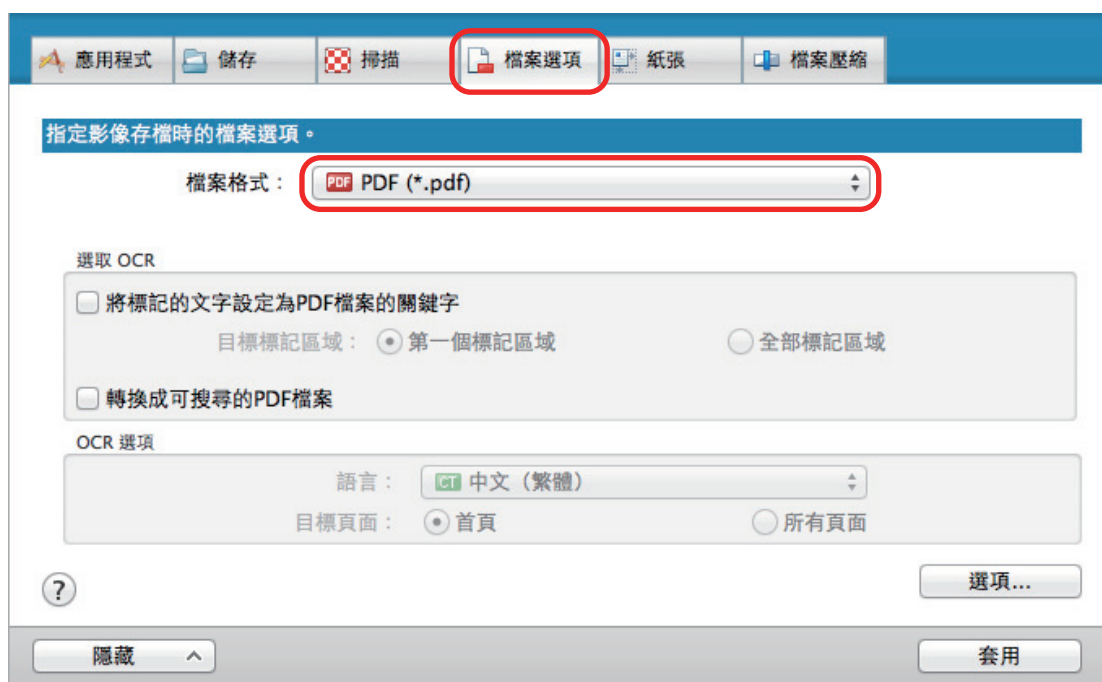 應用程式 儲存 掃描 檔案選項 紙張 檔案壓縮
指定影像存檔時的檔案選項。
檔案格式： PDF PDF (*.pdf)
選取 OCR
將標記的文字設定為PDF檔案的關鍵字
目標標記區域： 第一個標記區域 全部標記區域
轉換成可搜尋的PDF檔案
OCR 選項
語言： CT 中文（繁體）
目標頁面： 首頁 所有頁面
? 選項...
隱藏 套用